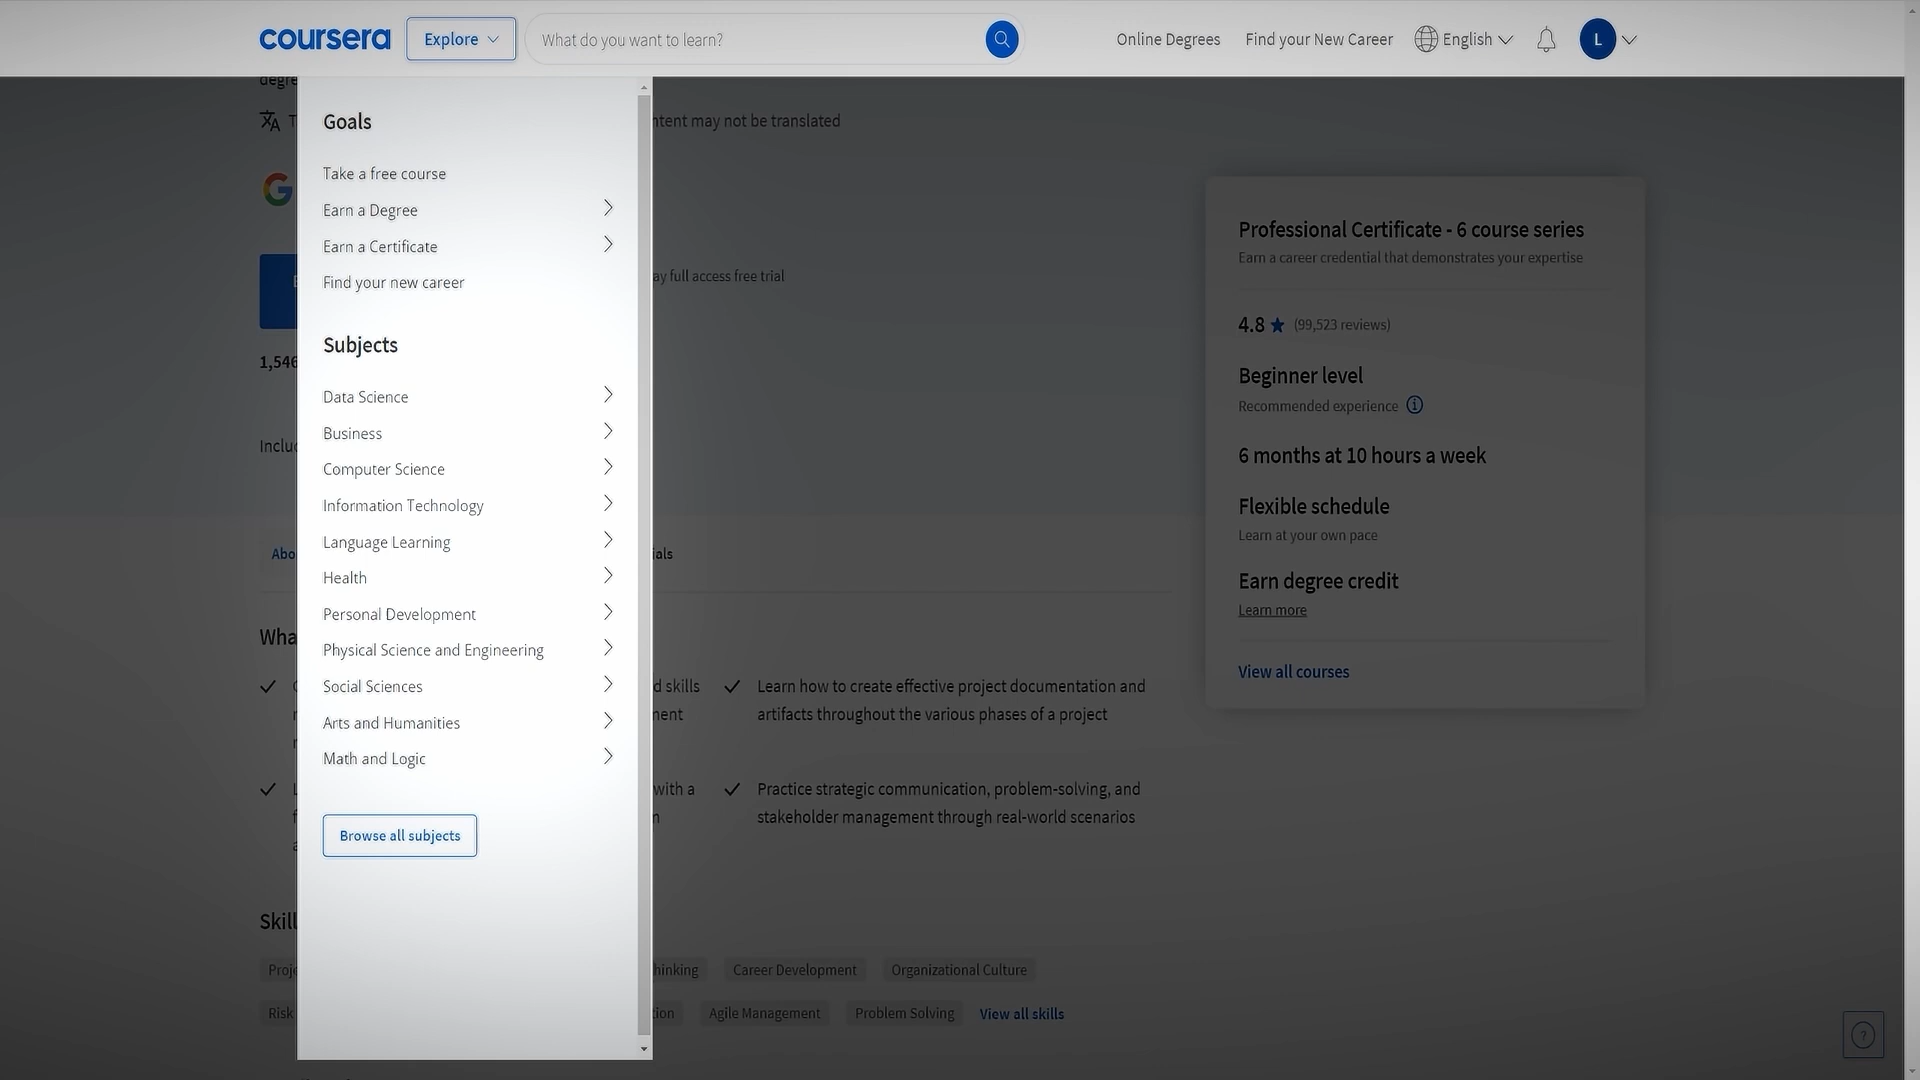 coursera
Explore
What do you want to learn?
Online Degrees
Find your New Career
English
L
Goals
Take a free course
Earn a Degree
Earn a Certificate
Find your new career
Subjects
Data Science
Business
Computer Science
Information Technology
Language Learning
Health
Personal Development
Physical Science and Engineering
Social Sciences
Arts and Humanities
Math and Logic
Browse all subjects
may not be translated
full access free trial
1,546
skills
Learn how to create effective project documentation and
artifacts throughout the various phases of a project
with a
Practice strategic communication, problem-solving, and
stakeholder management through real-world scenarios
Career Development
Organizational Culture
Risk
Agile Management
Problem Solving
View all skills
Professional Certificate - 6 course series
Earn a career credential that demonstrates your expertise
4.8 ★ (99,523 reviews)
Beginner level
Recommended experience
6 months at 10 hours a week
Flexible schedule
Learn at your own pace
Earn degree credit
Learn more
View all courses
?